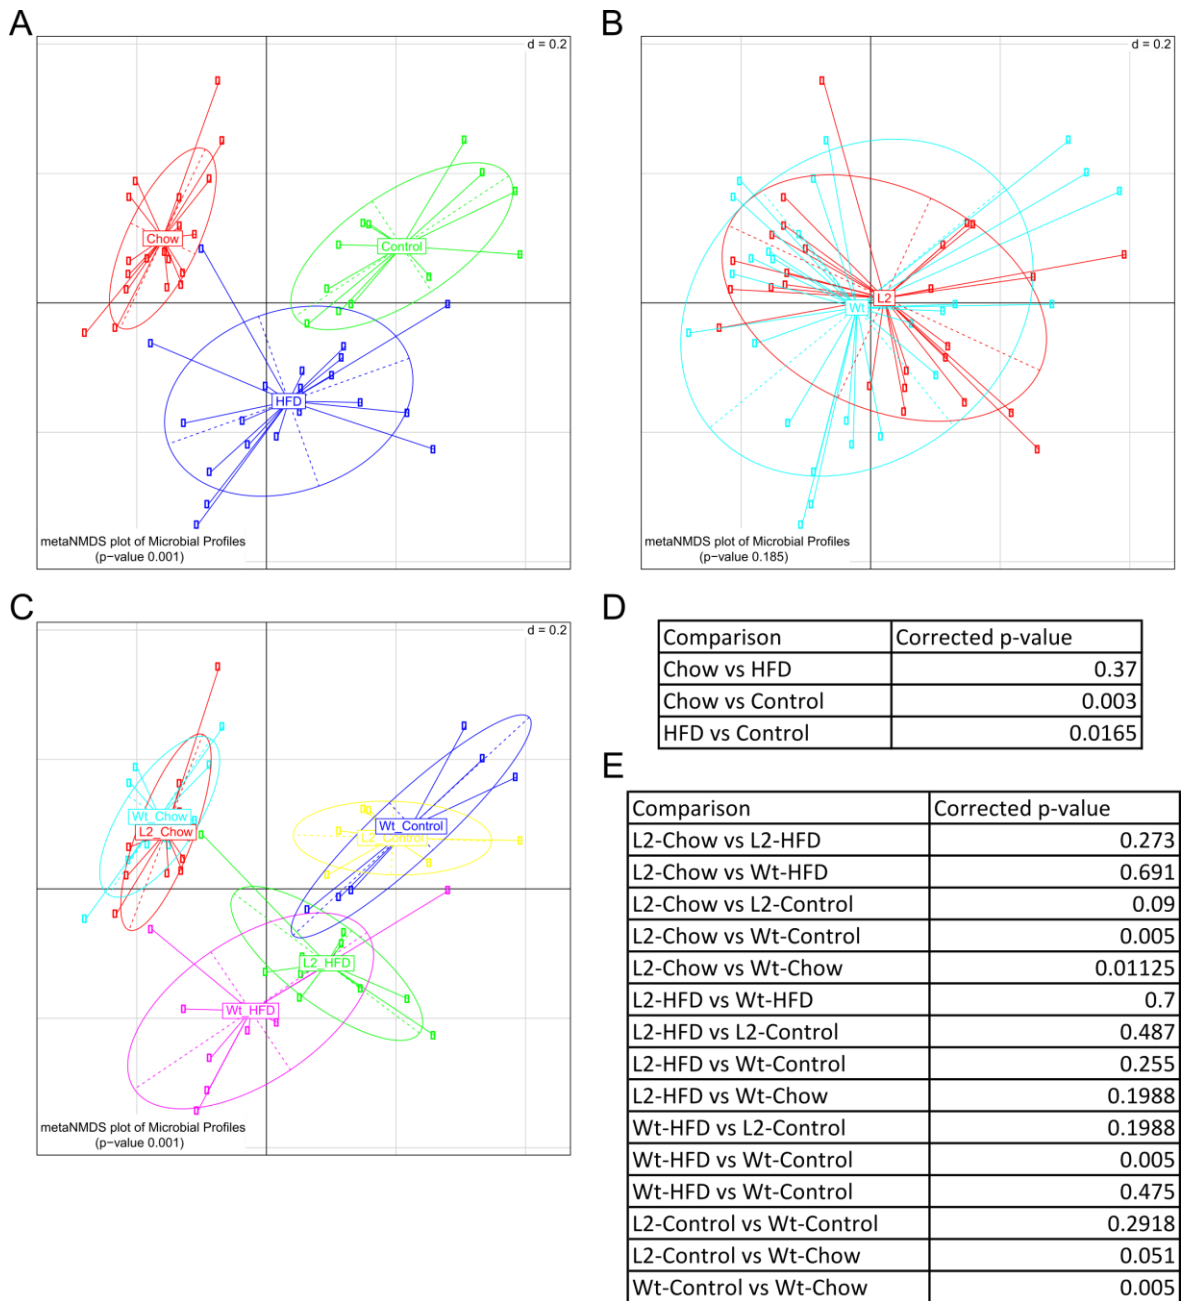 A
d = 0.2
Chow
Control
HFD
metaNMDS plot of Microbial Profiles
(p−value 0.001)
B
d = 0.2
L2
Wt
metaNMDS plot of Microbial Profiles
(p−value 0.185)
C
d = 0.2
Wt_Chow
L2_Chow
Wt_Control
L2_Control
L2_HFD
Wt_HFD
metaNMDS plot of Microbial Profiles
(p−value 0.001)
D
Comparison Corrected p-value
Chow vs HFD 0.37
Chow vs Control 0.003
HFD vs Control 0.0165
E
Comparison Corrected p-value
L2-Chow vs L2-HFD 0.273
L2-Chow vs Wt-HFD 0.691
L2-Chow vs L2-Control 0.09
L2-Chow vs Wt-Control 0.005
L2-Chow vs Wt-Chow 0.01125
L2-HFD vs Wt-HFD 0.7
L2-HFD vs L2-Control 0.487
L2-HFD vs Wt-Control 0.255
L2-HFD vs Wt-Chow 0.1988
Wt-HFD vs L2-Control 0.1988
Wt-HFD vs Wt-Control 0.005
Wt-HFD vs Wt-Control 0.475
L2-Control vs Wt-Control 0.2918
L2-Control vs Wt-Chow 0.051
Wt-Control vs Wt-Chow 0.005